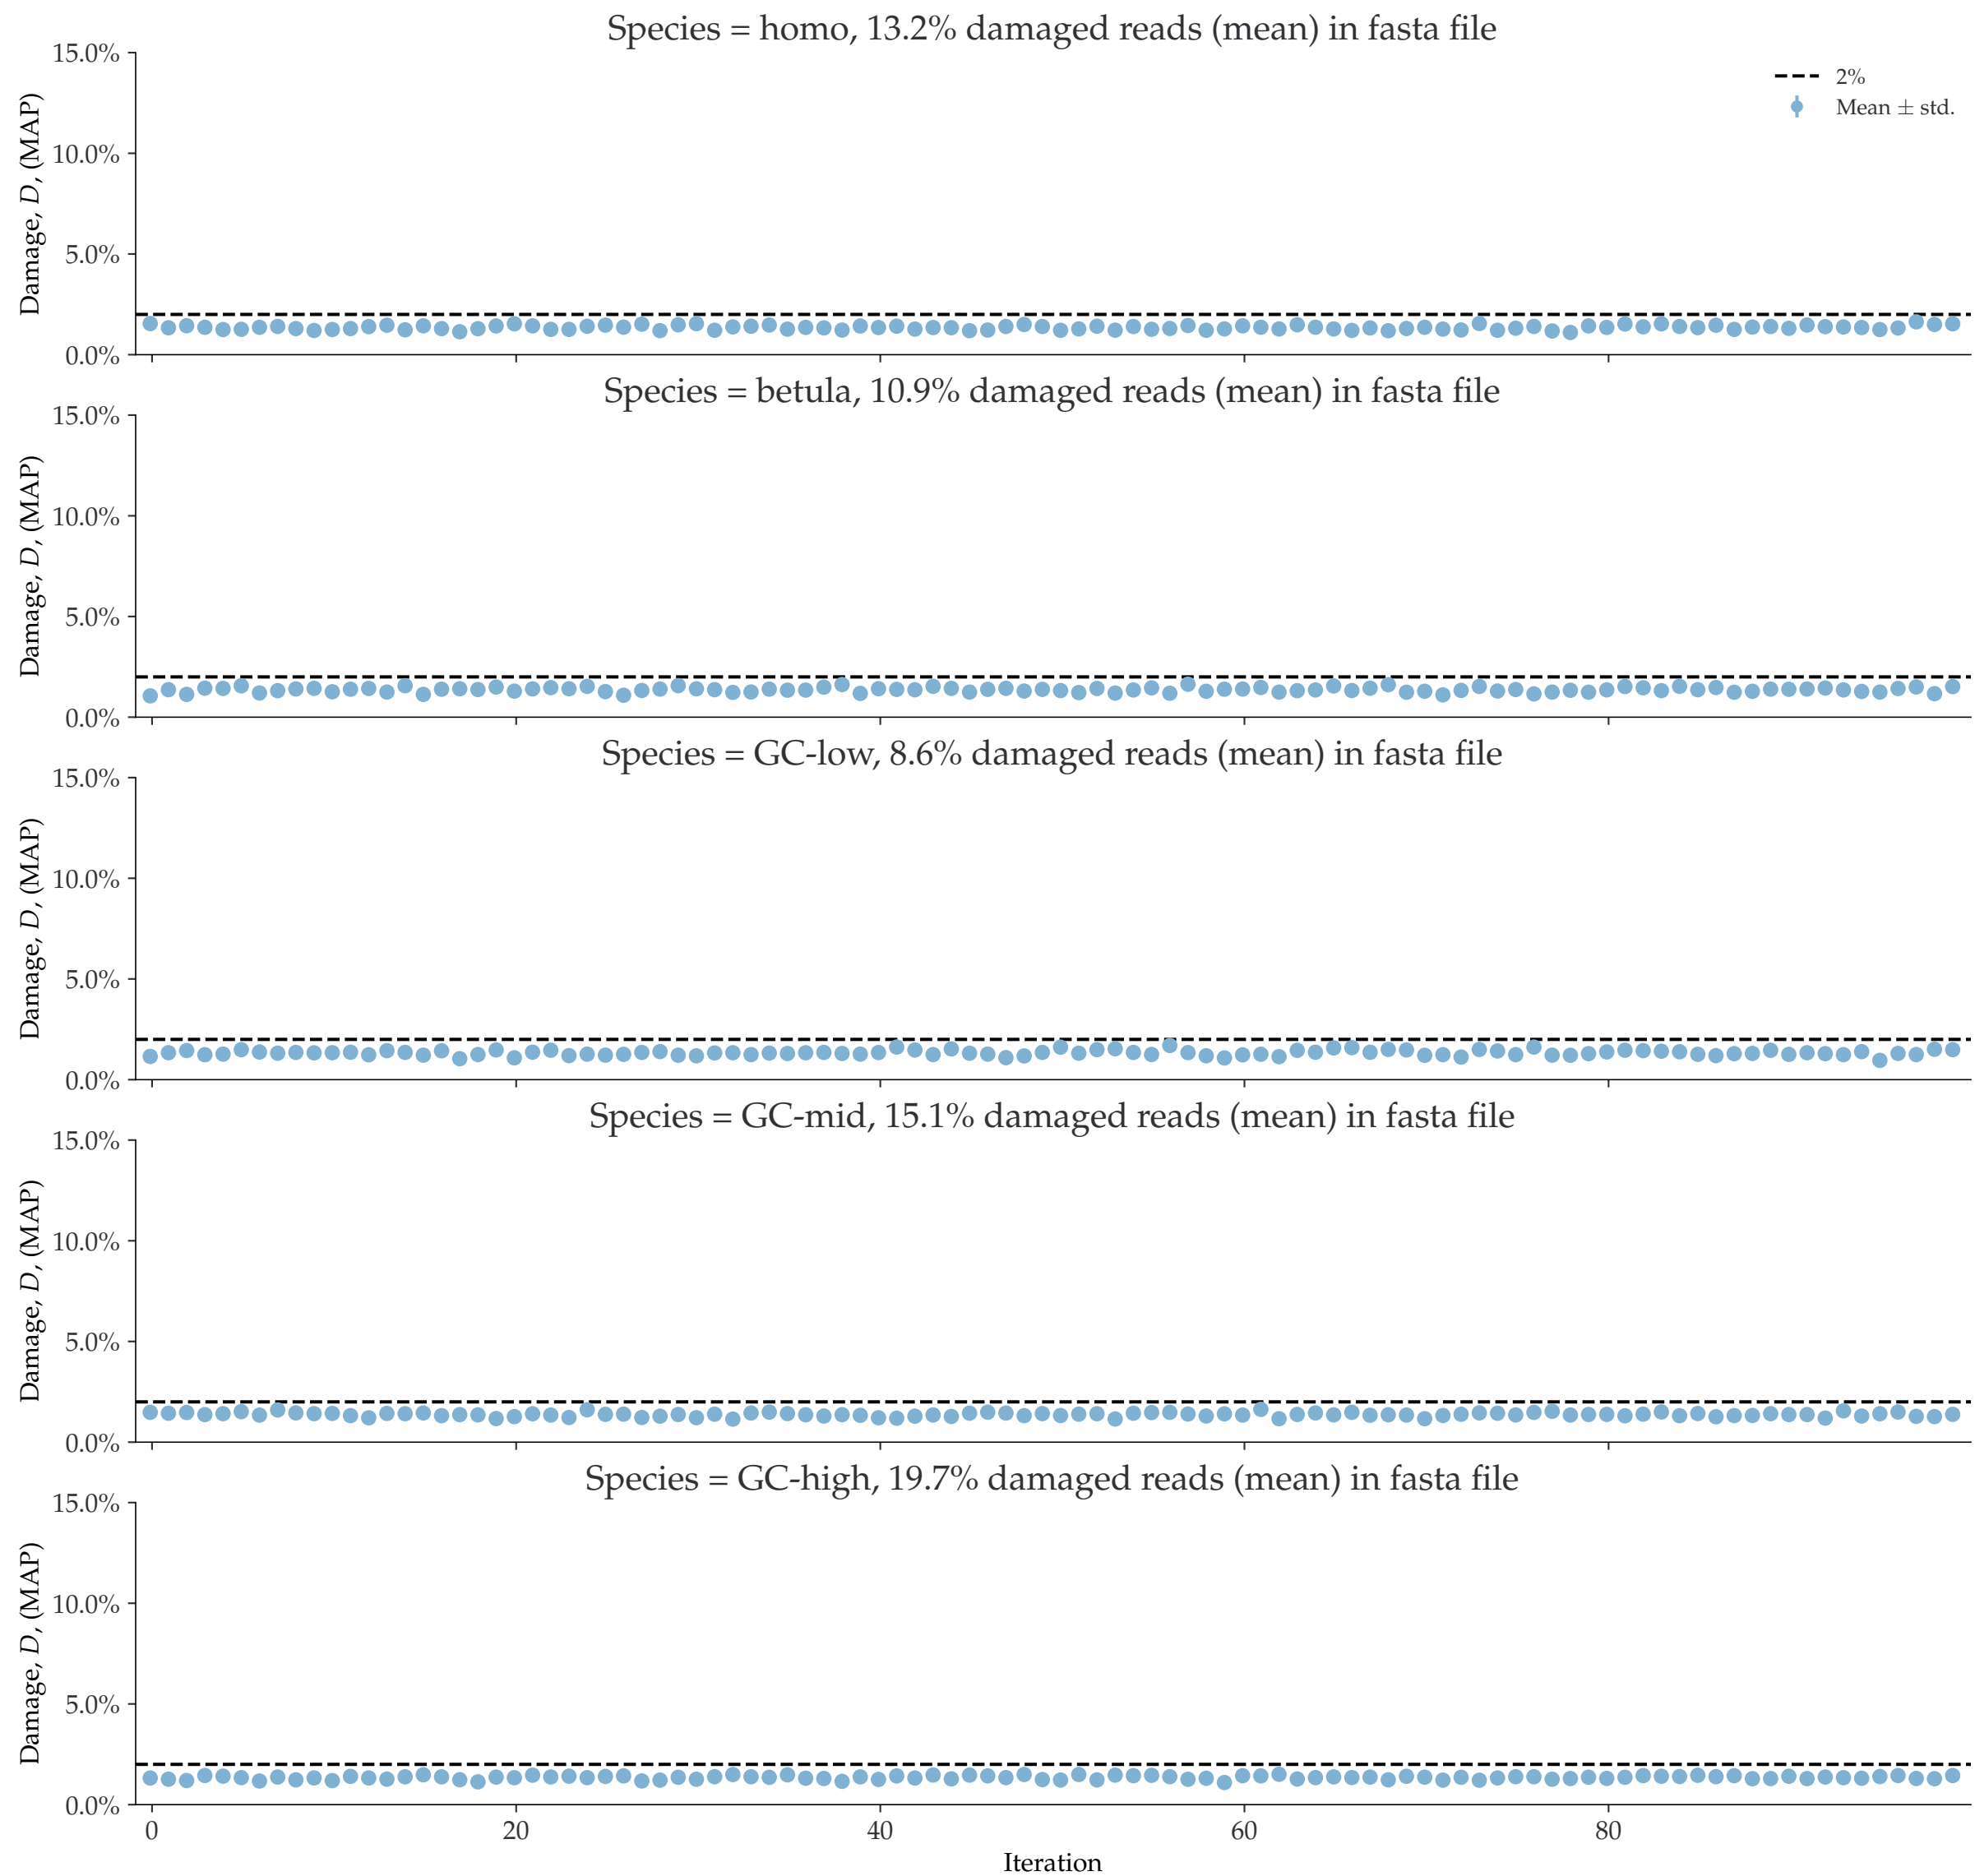 Species = homo, 13.2% damaged reads (mean) in fasta file
15.0%
10.0%
5.0%
0.0%
Damage, D, (MAP)
2%
Mean ± std.
Species = betula, 10.9% damaged reads (mean) in fasta file
15.0%
10.0%
5.0%
0.0%
Damage, D, (MAP)
Species = GC-low, 8.6% damaged reads (mean) in fasta file
15.0%
10.0%
5.0%
0.0%
Damage, D, (MAP)
Species = GC-mid, 15.1% damaged reads (mean) in fasta file
15.0%
10.0%
5.0%
0.0%
Damage, D, (MAP)
Species = GC-high, 19.7% damaged reads (mean) in fasta file
15.0%
10.0%
5.0%
0.0%
Damage, D, (MAP)
0 20 40 60 80
Iteration